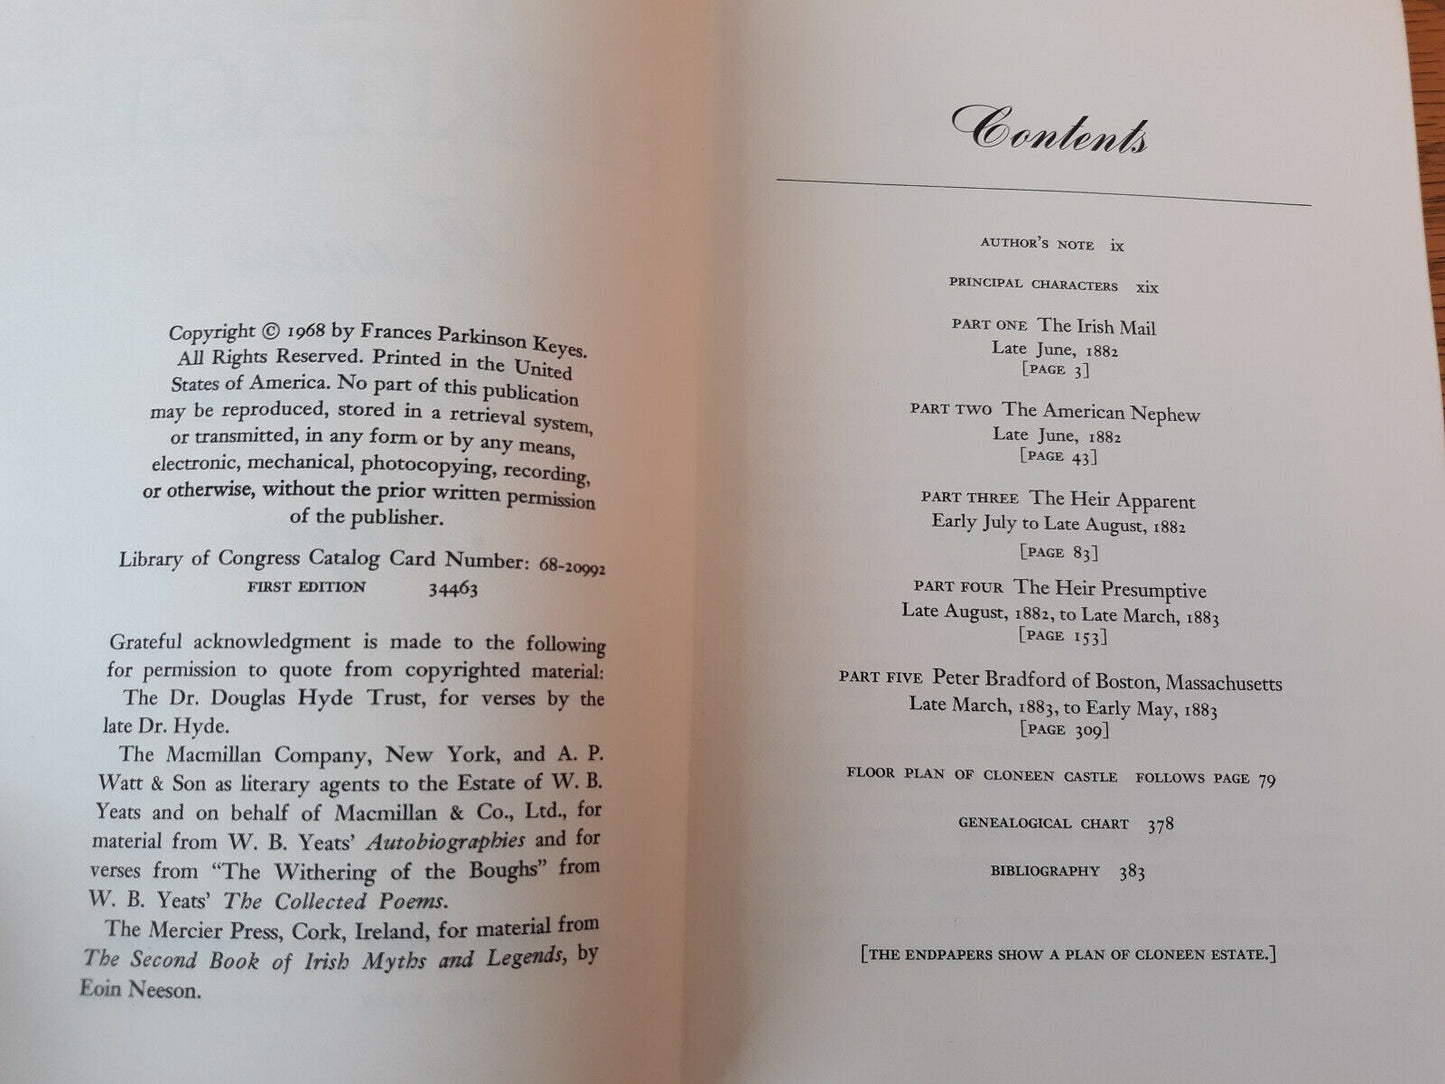 Copyright © 1968 by Frances Parkinson Keyes.
All Rights Reserved. Printed in the United
States of America. No part of this publication
may be reproduced, stored in a retrieval system,
or transmitted, in any form or by any means,
electronic, mechanical, photocopying, recording,
or otherwise, without the prior written permission
of the publisher.
Library of Congress Catalog Card Number: 68-20992
FIRST EDITION 34463
Grateful acknowledgment is made to the following
for permission to quote from copyrighted material:
The Dr. Douglas Hyde Trust, for verses by the
late Dr. Hyde.
The Macmillan Company, New York, and A. P.
Watt & Son as literary agents to the Estate of W. B.
Yeats and on behalf of Macmillan & Co., Ltd., for
material from W. B. Yeats' Autobiographies and for
verses from "The Withering of the Boughs" from
W. B. Yeats' The Collected Poems.
The Mercier Press, Cork, Ireland, for material from
The Second Book of Irish Myths and Legends, by
Eoin Neeson.
Contents
AUTHOR'S NOTE ix
PRINCIPAL CHARACTERS xix
PART ONE The Irish Mail
Late June, 1882
[PAGE 3]
PART TWO The American Nephew
Late June, 1882
[PAGE 43]
PART THREE The Heir Apparent
Early July to Late August, 1882
[PAGE 83]
PART FOUR The Heir Presumptive
Late August, 1882, to Late March, 1883
[PAGE 153]
PART FIVE Peter Bradford of Boston, Massachusetts
Late March, 1883, to Early May, 1883
[PAGE 309]
FLOOR PLAN OF CLONEEN CASTLE FOLLOWS PAGE 79
GENEALOGICAL CHART 378
BIBLIOGRAPHY 383
[THE ENDPAPERS SHOW A PLAN OF CLONEEN ESTATE.]